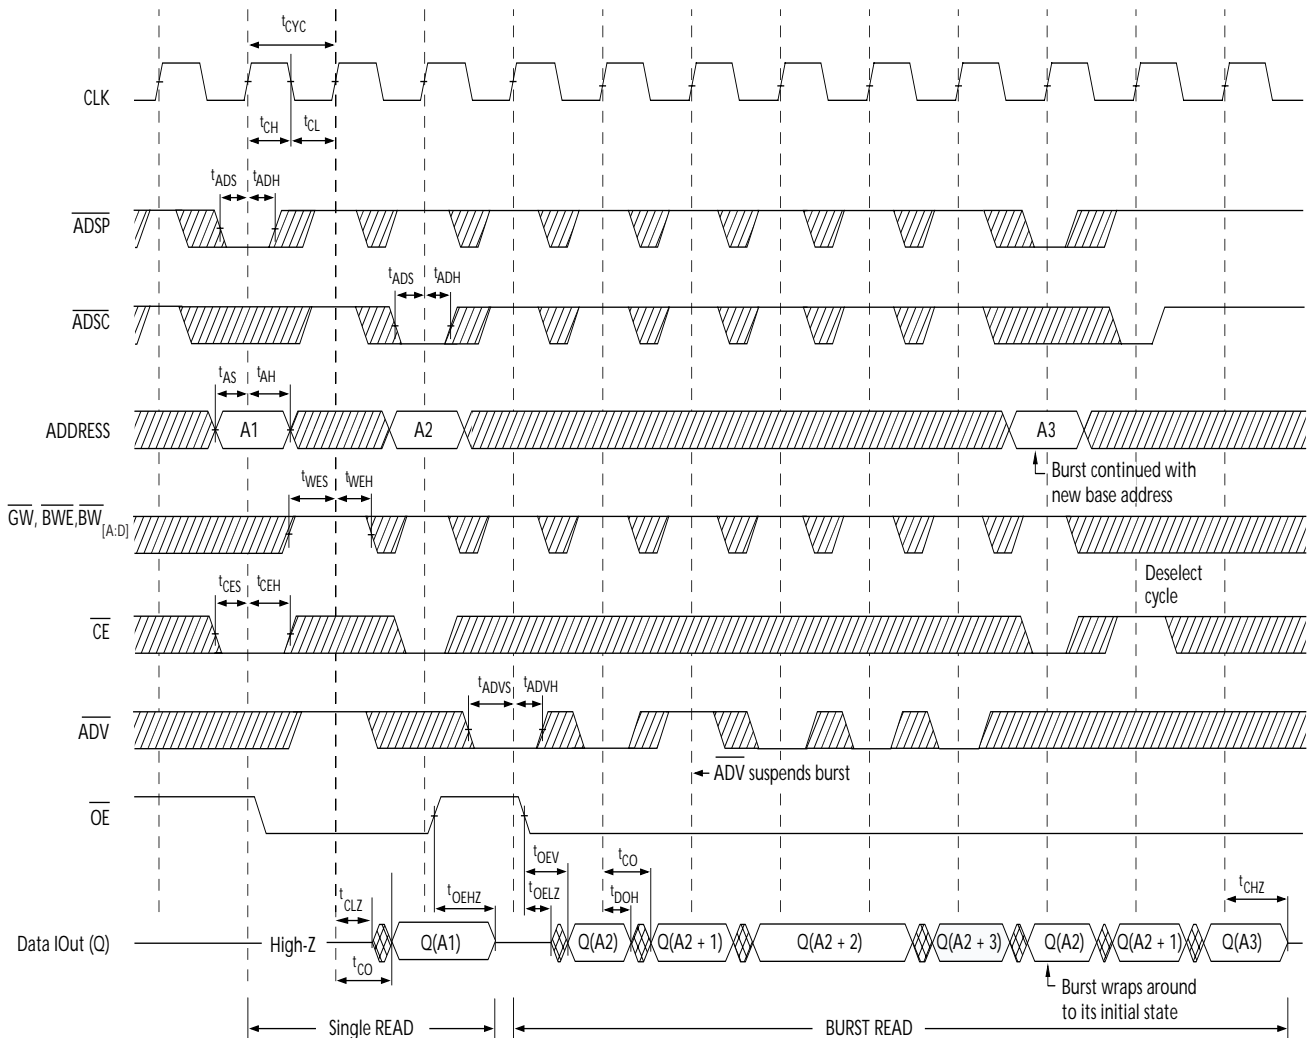 tCYC
CLK
tCH tCL
tADS tADH
ADSP
tADS tADH
ADSC
tAS tAH
ADDRESS A1 A2 A3
Burst continued with
new base address
tWES tWEH
GW, BWE,BW[A:D]
Deselect
cycle
tCES tCEH
CE
tADVS tADVH
ADV
ADV suspends burst
OE
tOEV tCO
tCLZ tOEHZ tOELZ tDOH tCHZ
Data IOut (Q) High-Z Q(A1) Q(A2) Q(A2 + 1) Q(A2 + 2) Q(A2 + 3) Q(A2) Q(A2 + 1) Q(A3)
tCO
Burst wraps around
to its initial state
Single READ BURST READ